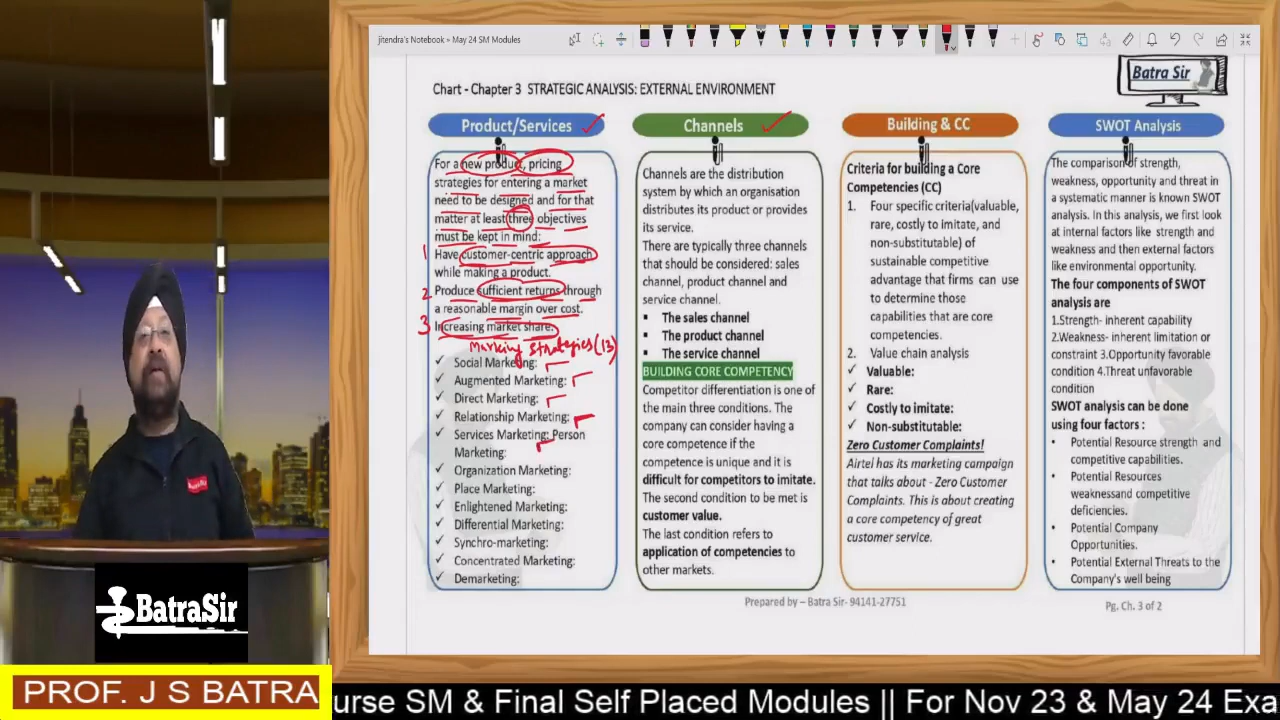 jitendra's Notebook » May 24 SM Modules
Batra Sir
Chart - Chapter 3 STRATEGIC ANALYSIS: EXTERNAL ENVIRONMENT
Product/Services
For a new product, pricing
strategies for entering a market
need to be designed and for that
matter at least three objectives
must be kept in mind:
1 Have customer-centric approach
while making a product.
2 Produce sufficient returns through
a reasonable margin over cost.
3 Increasing market share.
Marking Strategies (13)
✓ Social Marketing:
✓ Augmented Marketing:
✓ Direct Marketing:
✓ Relationship Marketing:
✓ Services Marketing: Person
Marketing:
✓ Organization Marketing:
✓ Place Marketing:
✓ Enlightened Marketing:
✓ Differential Marketing:
✓ Synchro-marketing:
✓ Concentrated Marketing:
✓ Demarketing:
Channels
Channels are the distribution
system by which an organisation
distributes its product or provides
its service.
There are typically three channels
that should be considered: sales
channel, product channel and
service channel.
▪ The sales channel
▪ The product channel
▪ The service channel
BUILDING CORE COMPETENCY
Competitor differentiation is one of
the main three conditions. The
company can consider having a
core competence if the
competence is unique and it is
difficult for competitors to imitate.
The second condition to be met is
customer value.
The last condition refers to
application of competencies to
other markets.
Building & CC
Criteria for building a Core
Competencies (CC)
1. Four specific criteria(valuable,
rare, costly to imitate, and
non-substitutable) of
sustainable competitive
advantage that firms can use
to determine those
capabilities that are core
competencies.
2. Value chain analysis
✓ Valuable:
✓ Rare:
✓ Costly to imitate:
✓ Non-substitutable:
Zero Customer Complaints!
Airtel has its marketing campaign
that talks about - Zero Customer
Complaints. This is about creating
a core competency of great
customer service.
SWOT Analysis
The comparison of strength,
weakness, opportunity and threat in
a systematic manner is known SWOT
analysis. In this analysis, we first look
at internal factors like strength and
weakness and then external factors
like environmental opportunity.
The four components of SWOT
analysis are
1.Strength- inherent capability
2.Weakness- inherent limitation or
constraint 3.Opportunity favorable
condition 4.Threat unfavorable
condition
SWOT analysis can be done
using four factors :
• Potential Resource strength and
competitive capabilities.
• Potential Resources
weaknessand competitive
deficiencies.
• Potential Company
Opportunities.
• Potential External Threats to the
Company's well being
Prepared by – Batra Sir- 94141-27751
Pg. Ch. 3 of 2
BatraSir
PROF. J S BATRA
urse SM & Final Self Placed Modules || For Nov 23 & May 24 Exa